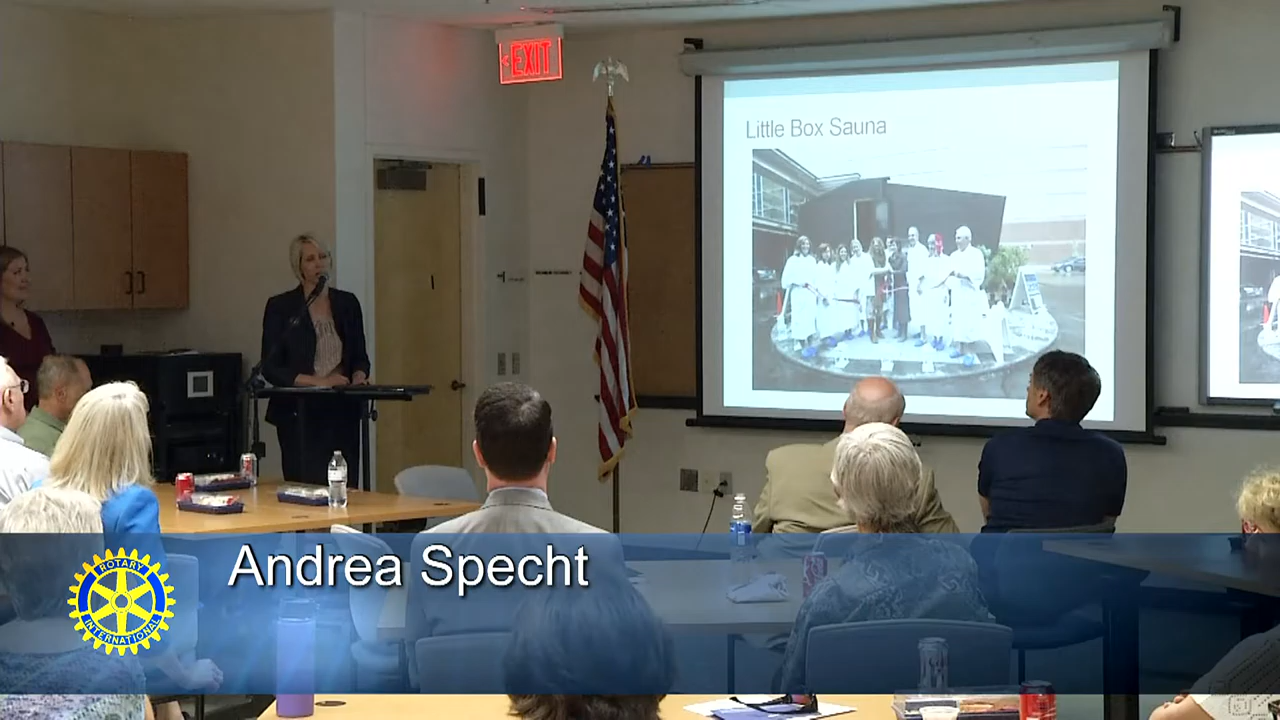 EXIT
Little Box Sauna
Andrea Specht
ROTARY
INTERNATIONAL